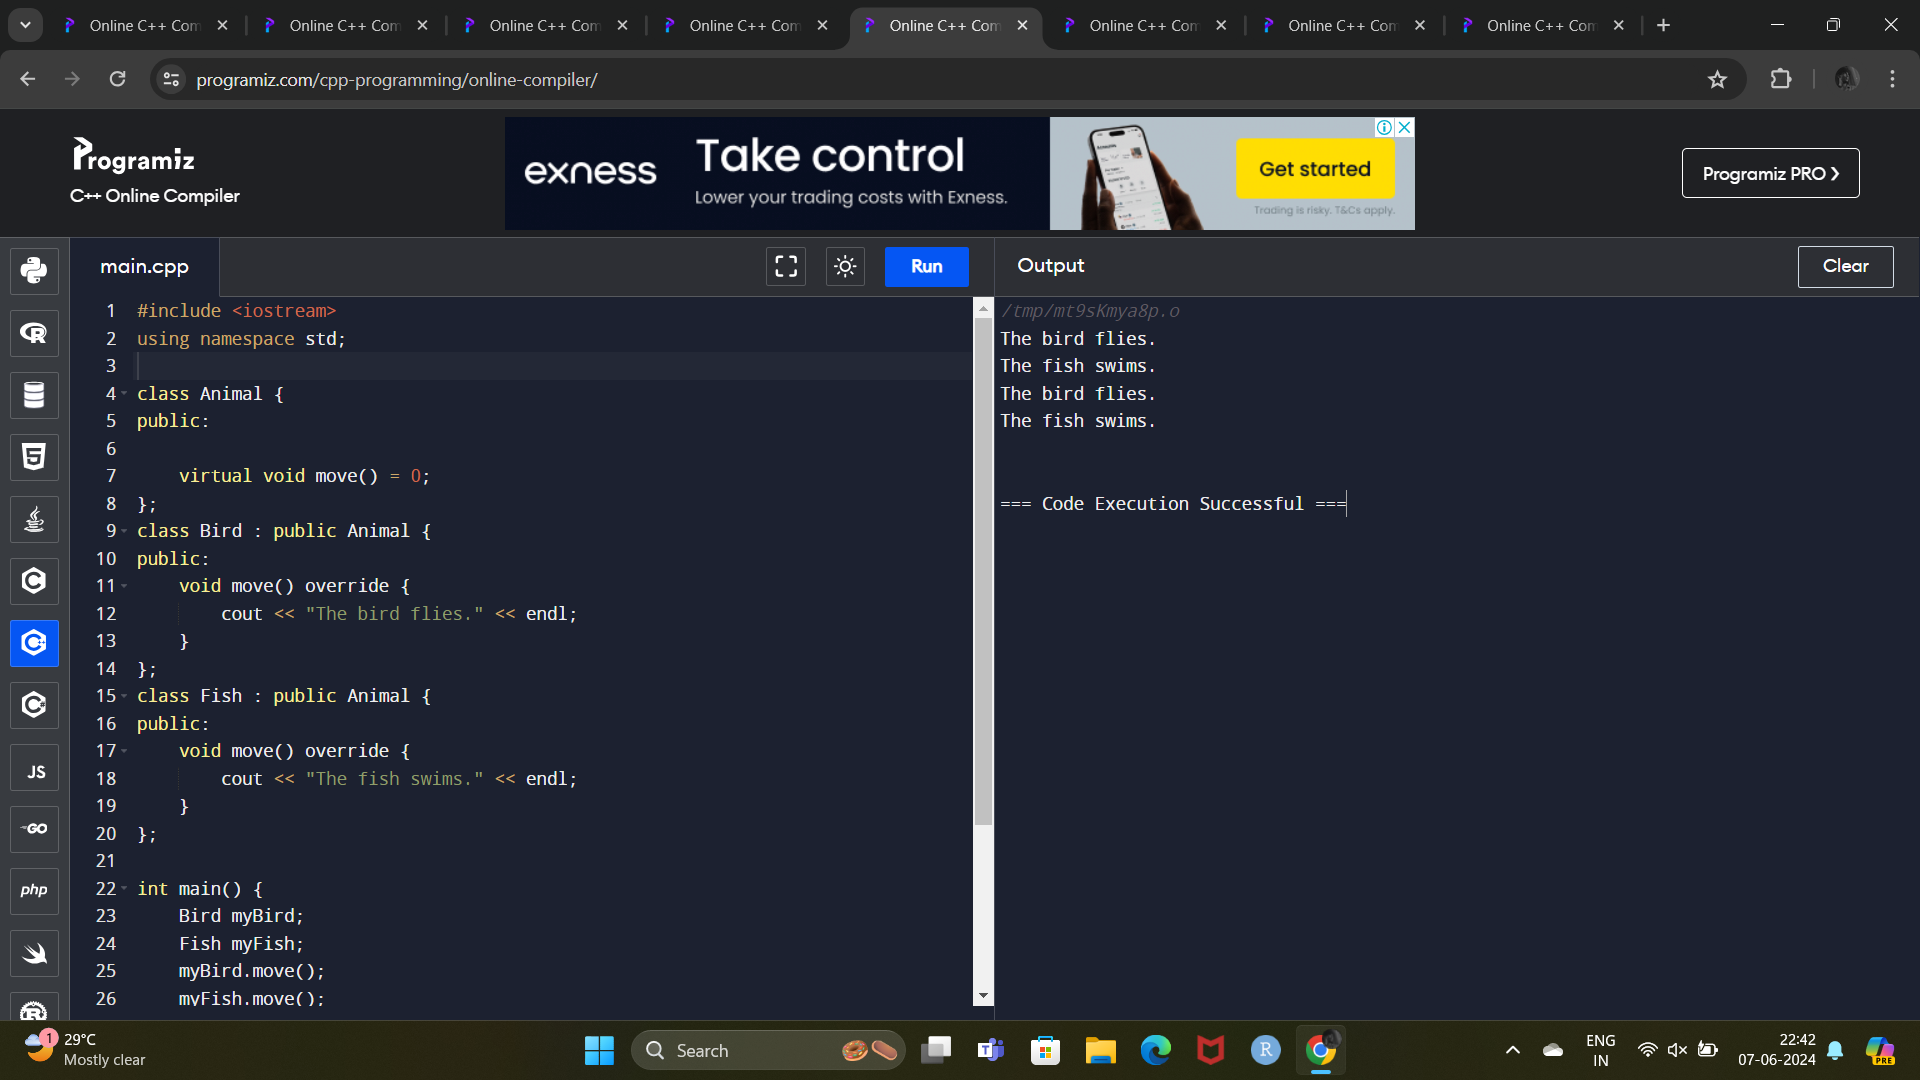 Online C++ Com
Online C++ Com
Online C++ Com
Online C++ Com
Online C++ Com
Online C++ Com
Online C++ Com
Online C++ Com
programiz.com/cpp-programming/online-compiler/
Programiz
C++ Online Compiler
exness
Take control
Lower your trading costs with Exness.
Get started
Trading is risky. T&Cs apply.
Programiz PRO
main.cpp
Run
Output
Clear
1 #include <iostream>
2 using namespace std;
3
4 class Animal {
5 public:
6
7     virtual void move() = 0;
8 };
9 class Bird : public Animal {
10 public:
11     void move() override {
12         cout << "The bird flies." << endl;
13     }
14 };
15 class Fish : public Animal {
16 public:
17     void move() override {
18         cout << "The fish swims." << endl;
19     }
20 };
21
22 int main() {
23     Bird myBird;
24     Fish myFish;
25     myBird.move();
26     myFish.move();
/tmp/mt9sKmya8p.o
The bird flies.
The fish swims.
The bird flies.
The fish swims.
=== Code Execution Successful ===
JS
GO
php
1
29°C
Mostly clear
Search
ENG
IN
22:42
07-06-2024
PRE